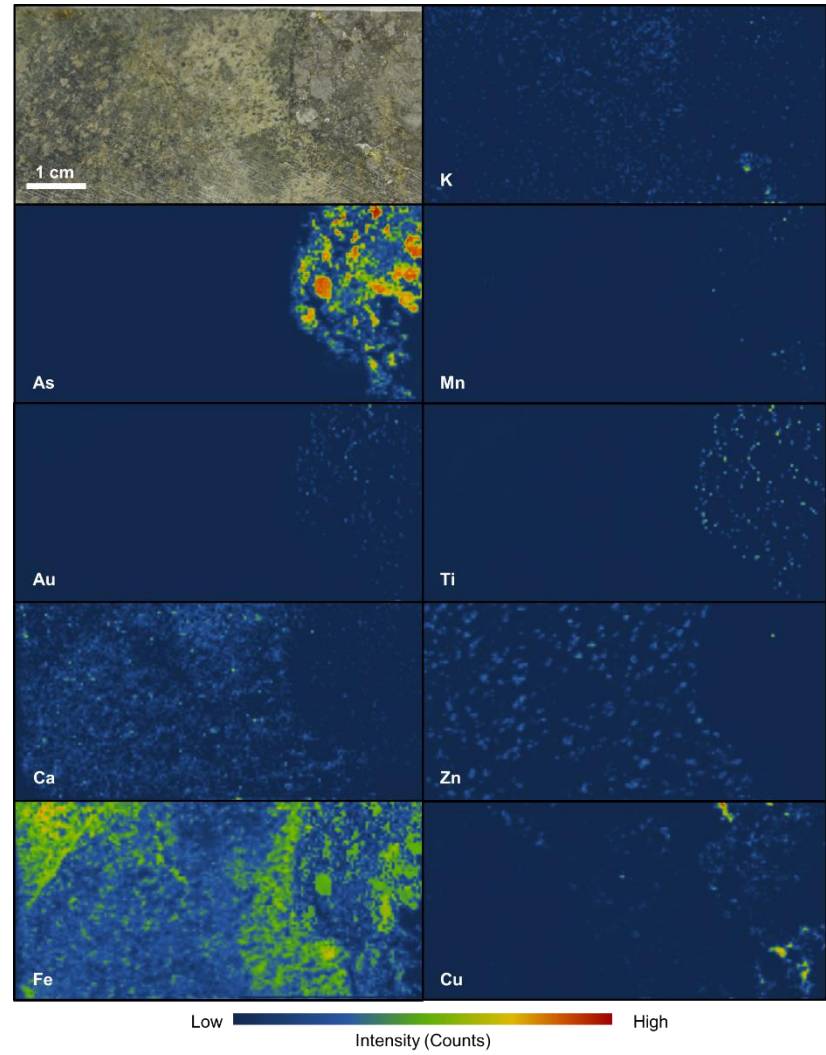 1 cm
K
As
Mn
Au
Ti
Ca
Zn
Fe
Cu
Low High
Intensity (Counts)